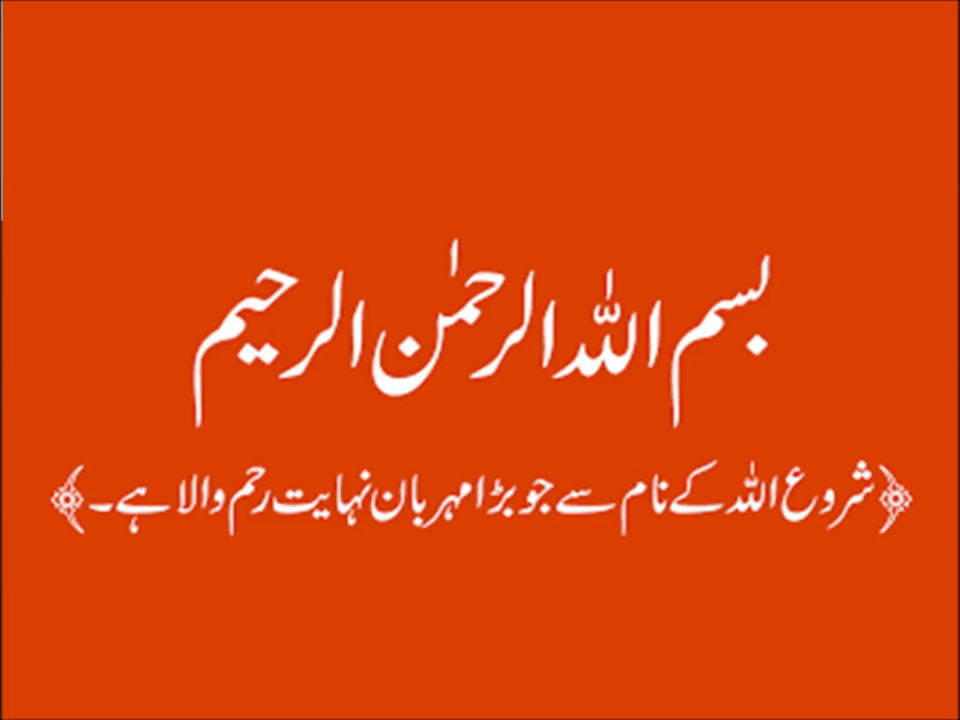 بسم اللہ الرحمٰن الرحیم
﴿شروع اللہ کے نام سے جو بڑا مہربان نہایت رحم والا ہے۔﴾